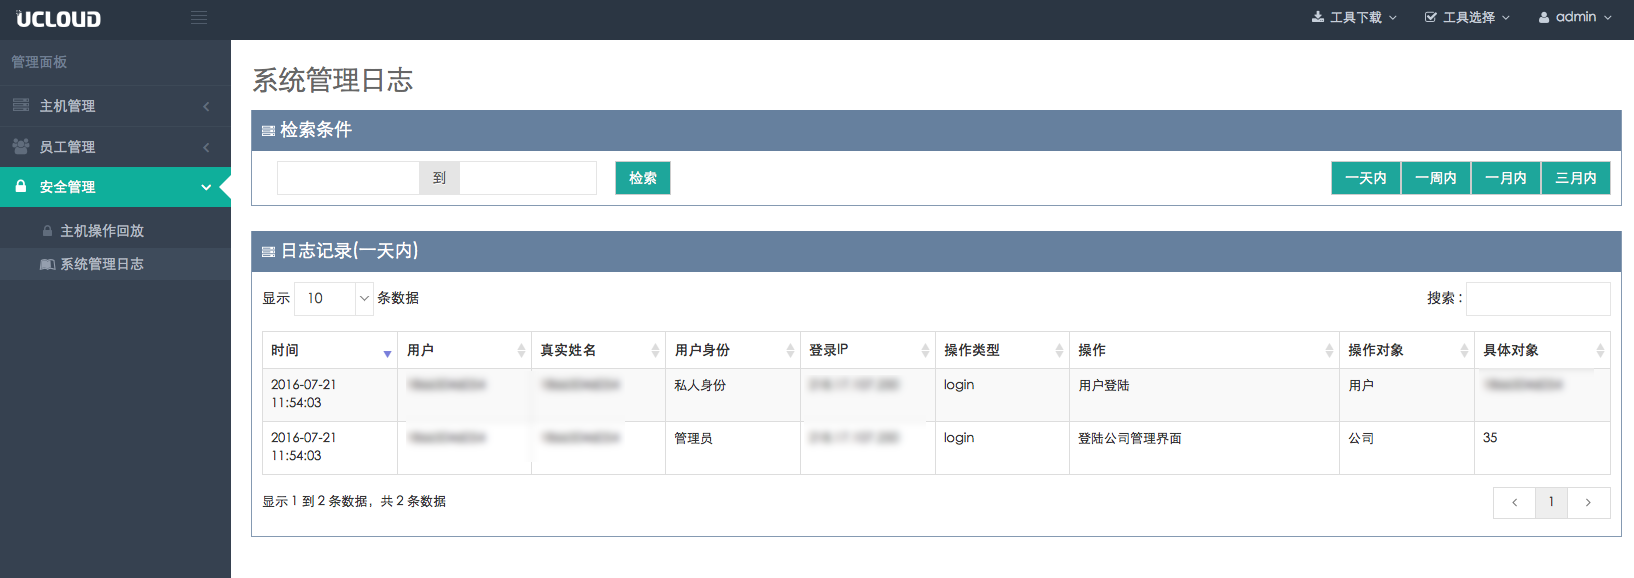 UCLOUD
工具下载
工具选择
admin
管理面板
主机管理
员工管理
安全管理
主机操作回放
系统管理日志
系统管理日志
检索条件
到
检索
一天内 一周内 一月内 三月内
日志记录(一天内)
显示 10 条数据
搜索：
时间 用户 真实姓名 用户身份 登录IP 操作类型 操作 操作对象 具体对象
2016-07-21 私人身份 login 用户登陆 用户
11:54:03
2016-07-21 管理员 login 登陆公司管理界面 公司 35
11:54:03
显示 1 到 2 条数据，共 2 条数据
< 1 >